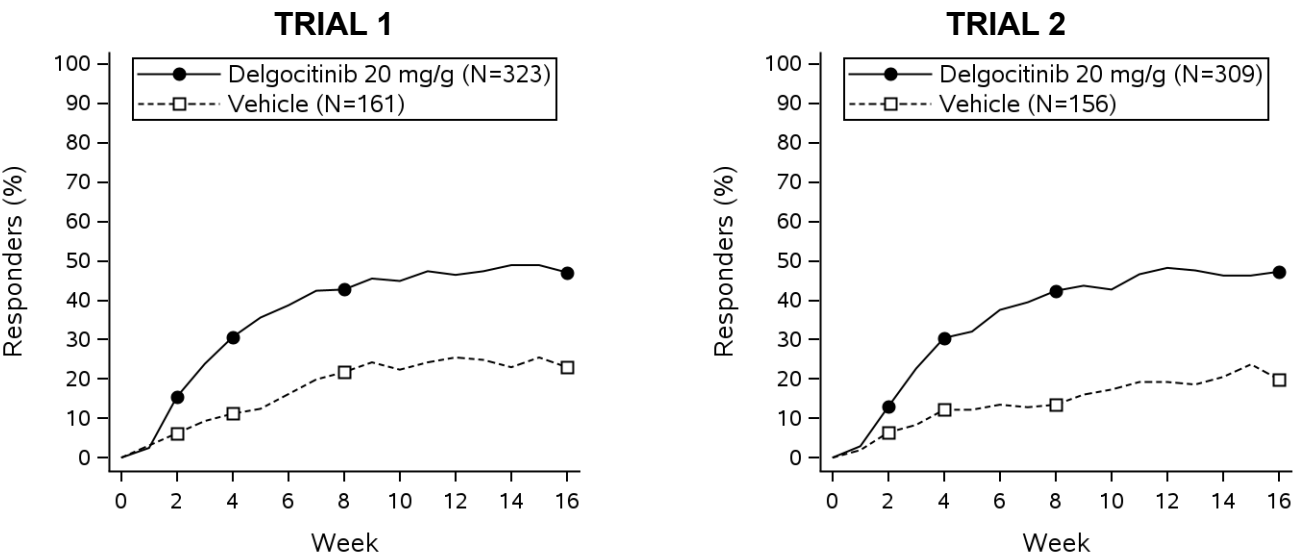 TRIAL 1
Delgocitinib 20 mg/g (N=323)
Vehicle (N=161)
Responders (%)
100
90
80
70
60
50
40
30
20
10
0
0 2 4 6 8 10 12 14 16
Week
TRIAL 2
Delgocitinib 20 mg/g (N=309)
Vehicle (N=156)
Responders (%)
100
90
80
70
60
50
40
30
20
10
0
0 2 4 6 8 10 12 14 16
Week